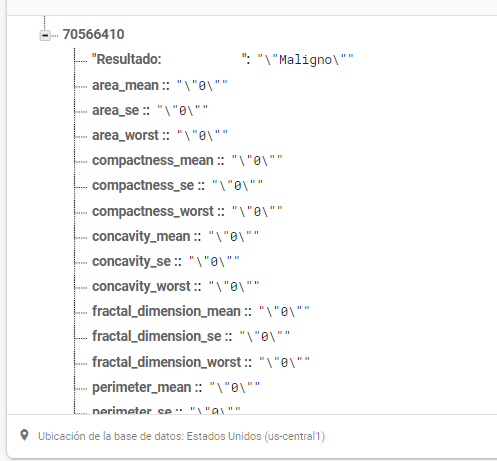 70566410
"Resultado: ": "\"Maligno\""
area_mean :: "\"0\""
area_se :: "\"0\""
area_worst :: "\"0\""
compactness_mean :: "\"0\""
compactness_se :: "\"0\""
compactness_worst :: "\"0\""
concavity_mean :: "\"0\""
concavity_se :: "\"0\""
concavity_worst :: "\"0\""
fractal_dimension_mean :: "\"0\""
fractal_dimension_se :: "\"0\""
fractal_dimension_worst :: "\"0\""
perimeter_mean :: "\"0\""
perimeter_se :: "\"0\""
Ubicación de la base de datos: Estados Unidos (us-central1)